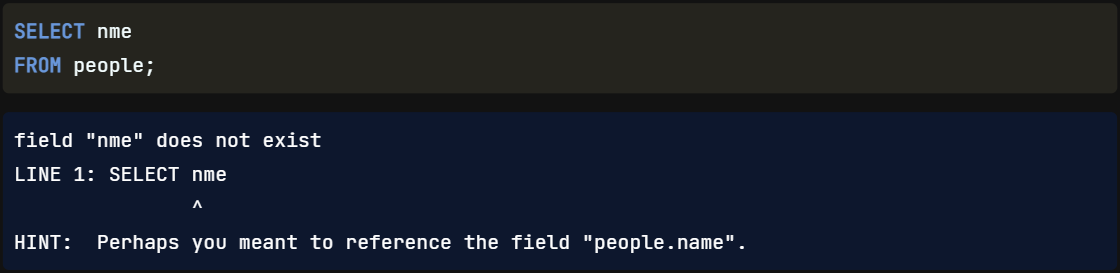 SELECT nme
FROM people;
field "nme" does not exist
LINE 1: SELECT nme
^
HINT:  Perhaps you meant to reference the field "people.name".